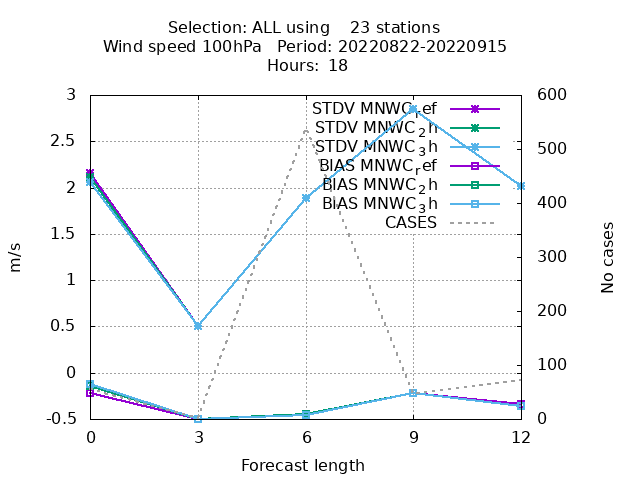 Selection: ALL using    23 stations
Wind speed 100hPa   Period: 20220822-20220915
Hours: 18
3
2.5
2
1.5
1
0.5
0
-0.5
600
500
400
300
200
100
0
STDV MNWC_ref
STDV MNWC_2h
STDV MNWC_3h
BIAS MNWC_ref
BIAS MNWC_2h
BIAS MNWC_3h
CASES
m/s
No cases
0
3
6
9
12
Forecast length